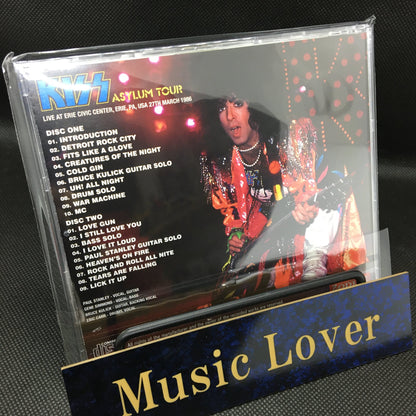 KISS
ASYLUM TOUR
LIVE AT ERIE CIVIC CENTER, ERIE, PA, USA 27TH MARCH 1986
DISC ONE
01. INTRODUCTION
02. DETROIT ROCK CITY
03. FITS LIKE A GLOVE
04. CREATURES OF THE NIGHT
05. COLD GIN
06. BRUCE KULICK GUITAR SOLO
07. UH! ALL NIGHT
08. DRUM SOLO
09. WAR MACHINE
10. MC
DISC TWO
01. LOVE GUN
02. I STILL LOVE YOU
03. BASS SOLO
04. I LOVE IT LOUD
05. PAUL STANLEY GUITAR SOLO
06. HEAVEN'S ON FIRE
07. ROCK AND ROLL ALL NITE
08. TEARS ARE FALLING
09. LICK IT UP
PAUL STANLEY - VOCAL, GUITAR
GENE SIMMONS - VOCAL, BASS
BRUCE KULICK - GUITAR, BACKING VOCAL
ERIC CARR - DRUMS, VOCAL
Music Lover